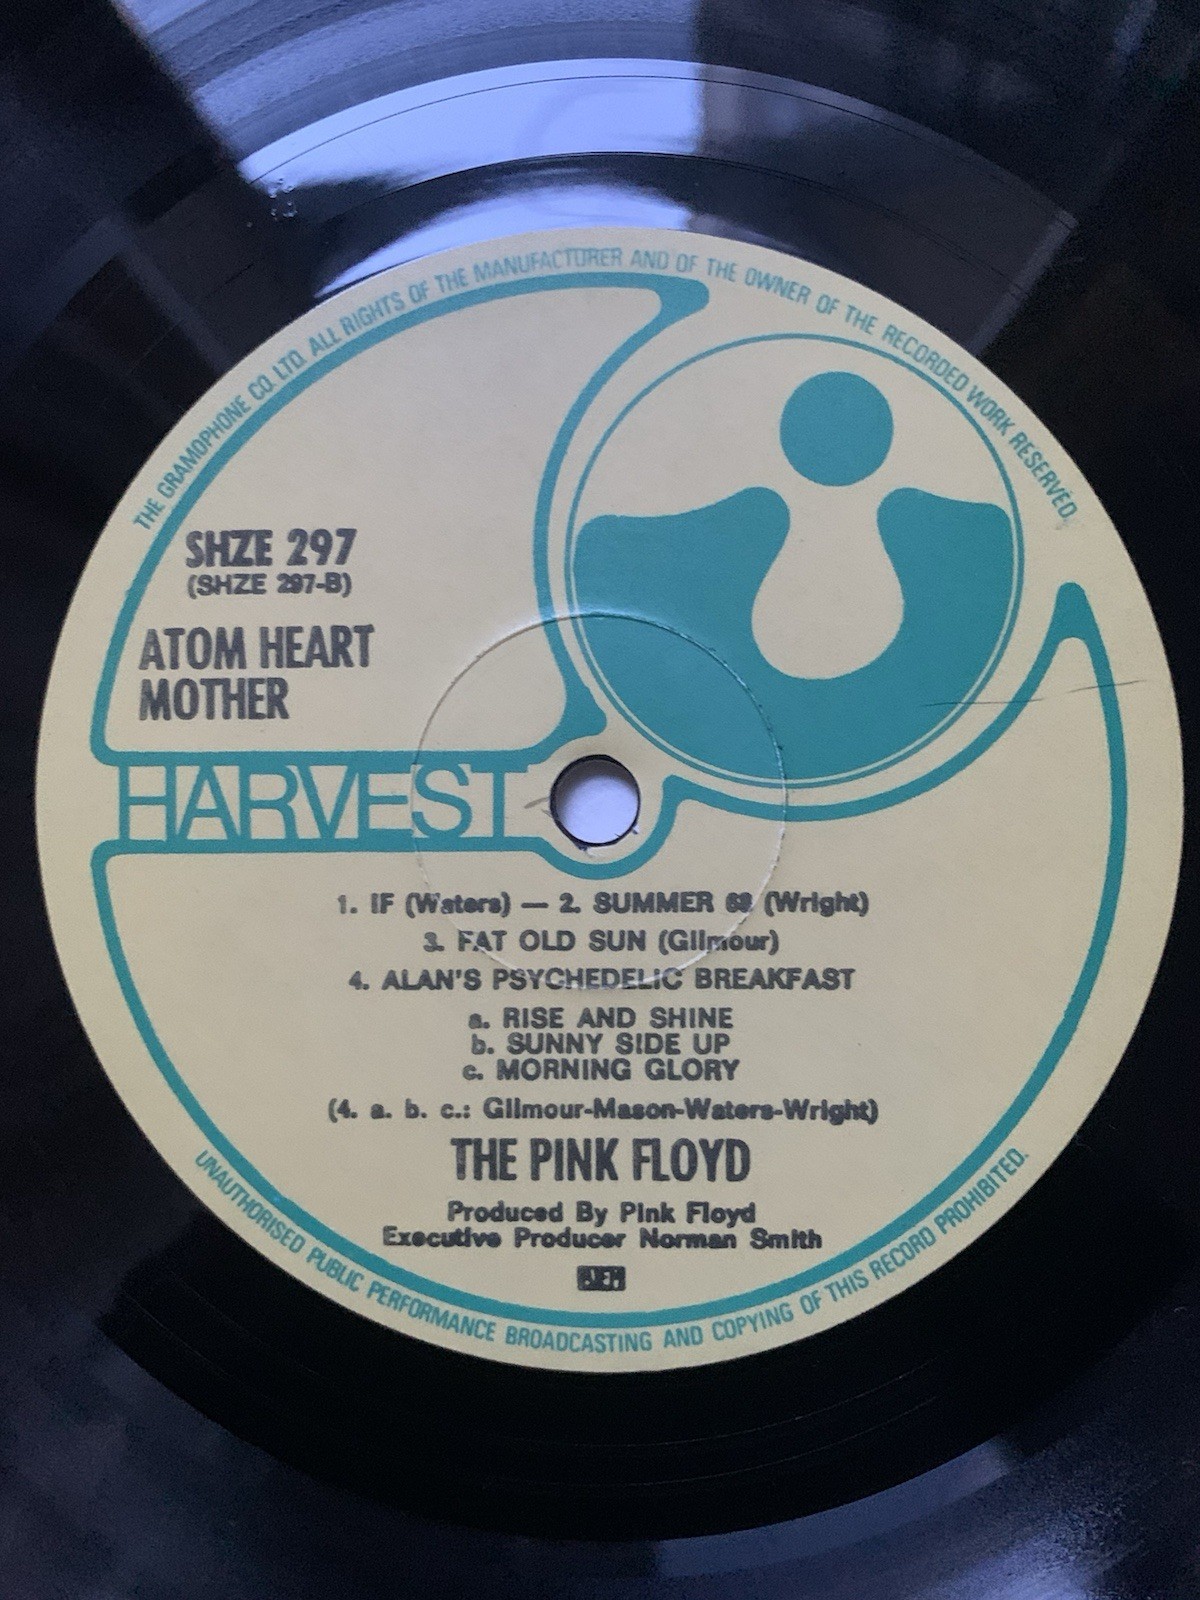 THE GRAMOPHONE CO. LTD. ALL RIGHTS OF THE MANUFACTURER AND OF THE OWNER OF THE RECORDED WORK RESERVED.
SHZE 297
(SHZE 297-B)
ATOM HEART
MOTHER
HARVEST
1. IF (Waters) — 2. SUMMER 68 (Wright)
3. FAT OLD SUN (Gilmour)
4. ALAN'S PSYCHEDELIC BREAKFAST
a. RISE AND SHINE
b. SUNNY SIDE UP
c. MORNING GLORY
(4. a. b. c.: Gilmour-Mason-Waters-Wright)
THE PINK FLOYD
Produced By Pink Floyd
Executive Producer Norman Smith
UNAUTHORISED PUBLIC PERFORMANCE BROADCASTING AND COPYING OF THIS RECORD PROHIBITED.